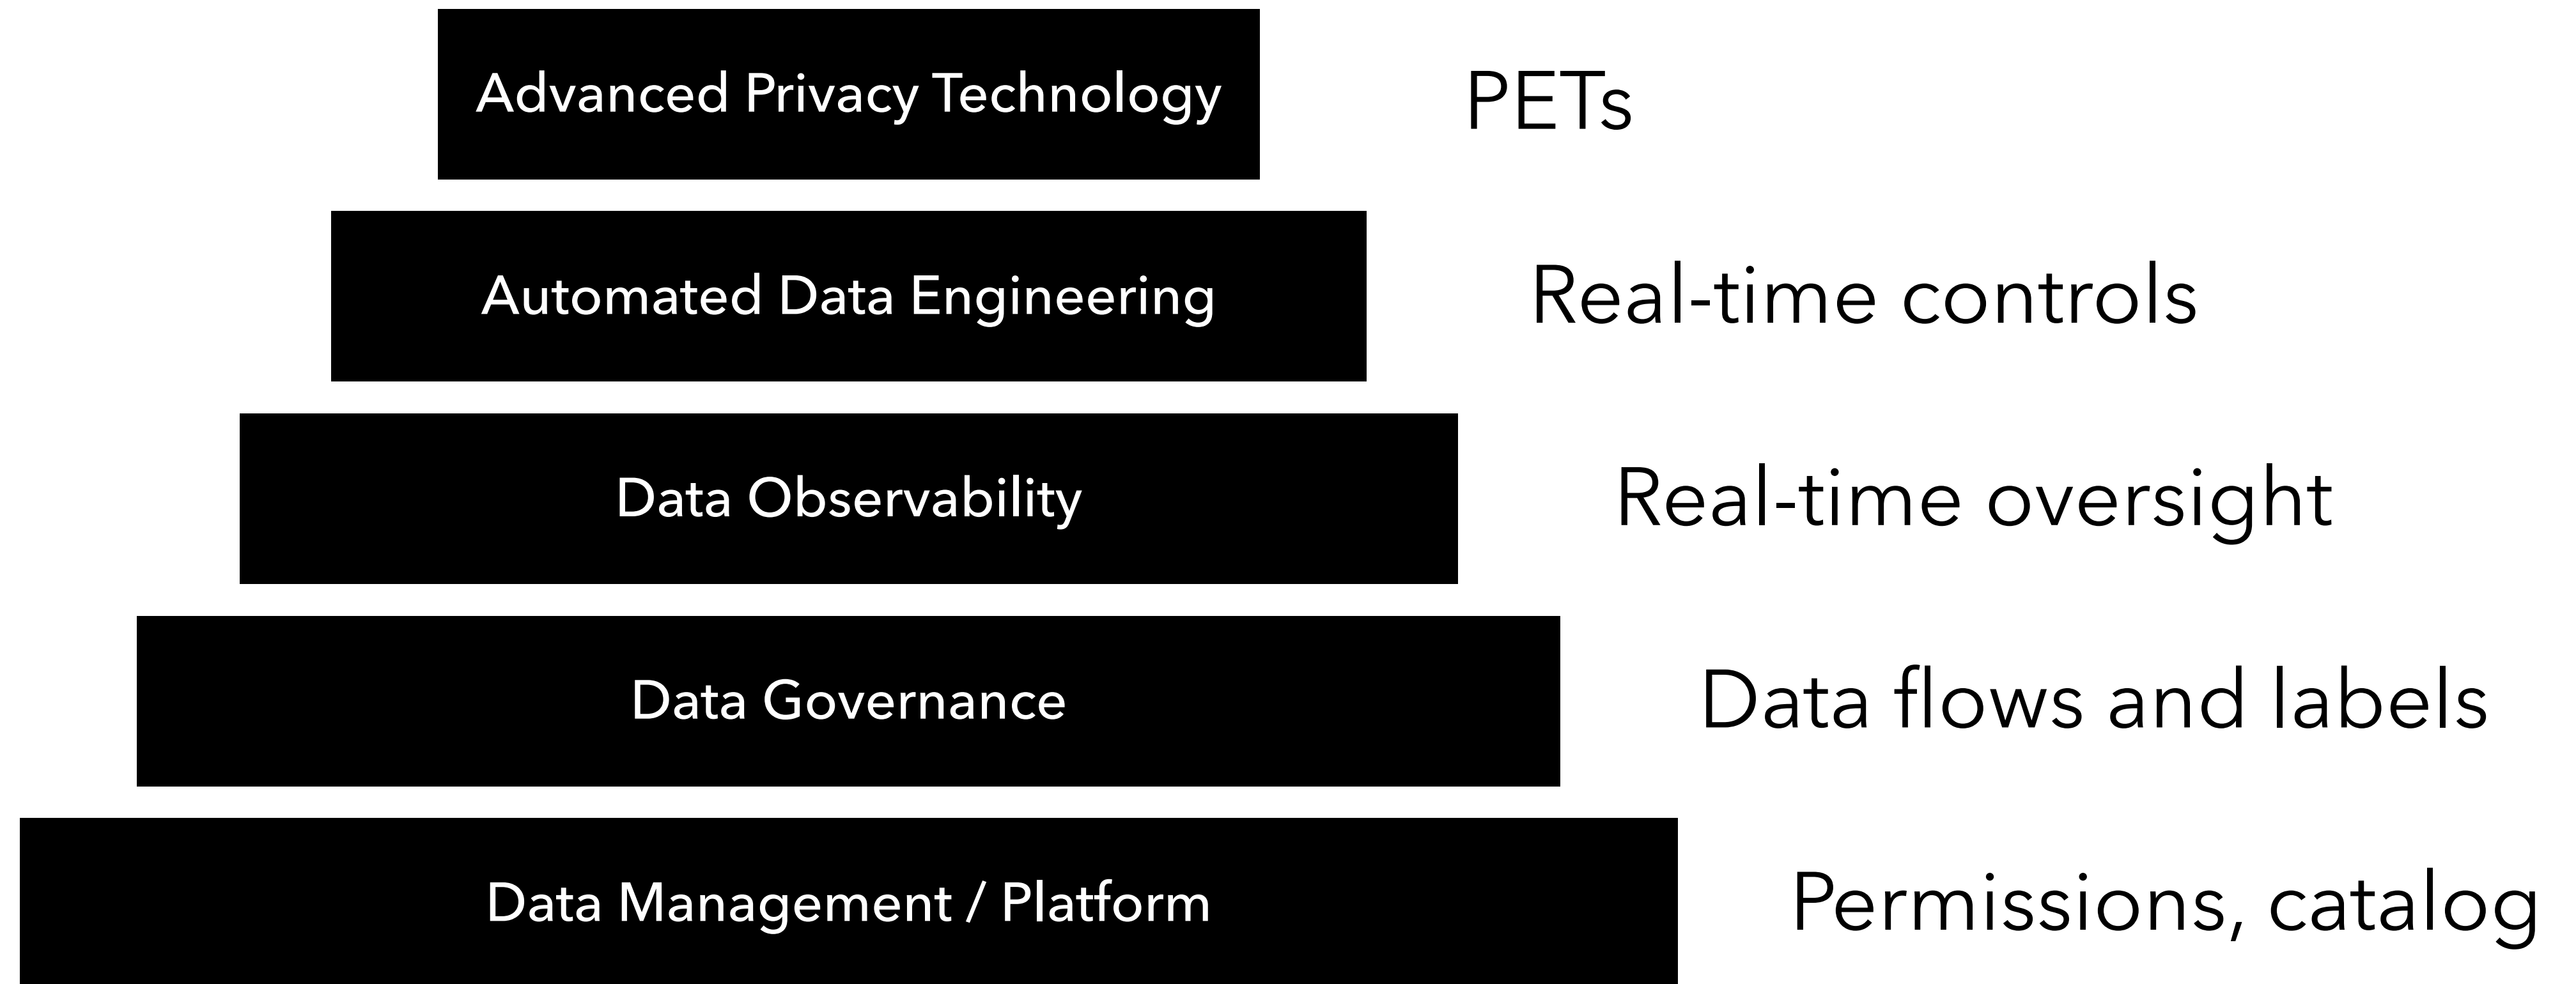 Advanced Privacy Technology
PETs
Automated Data Engineering
Real-time controls
Data Observability
Real-time oversight
Data Governance
Data flows and labels
Data Management / Platform
Permissions, catalog